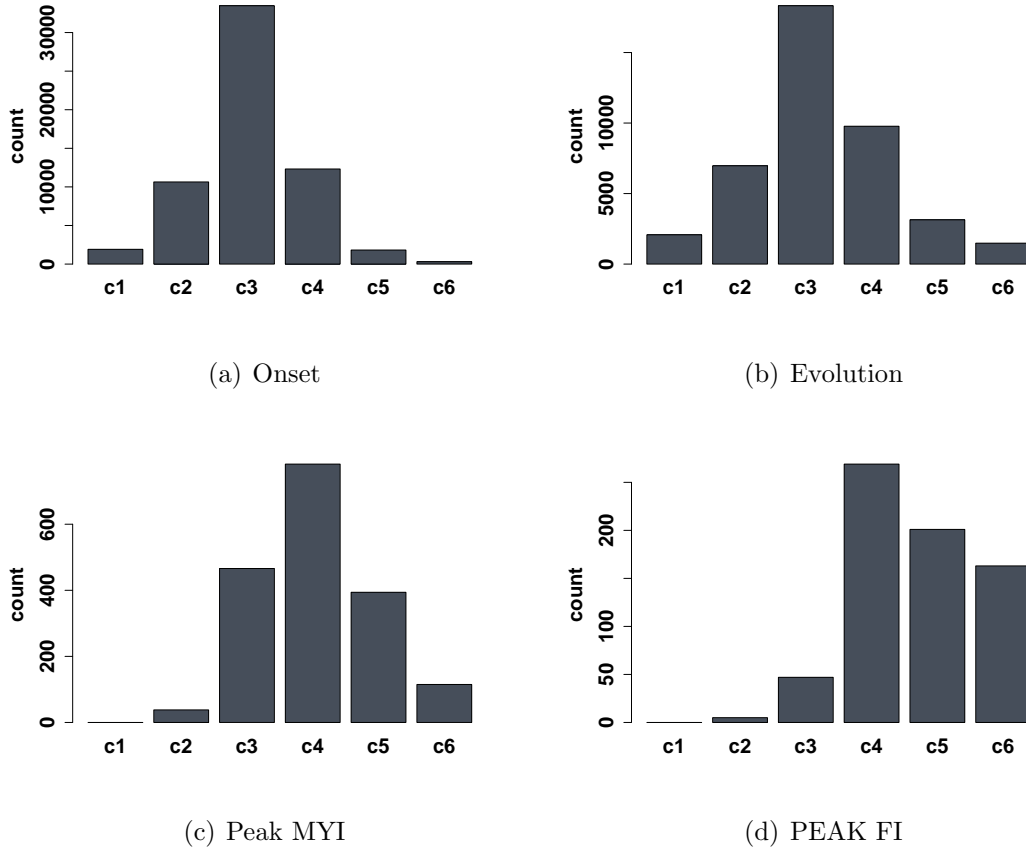 count
30000
20000
10000
0
c1 c2 c3 c4 c5 c6
(a) Onset
count
10000
5000
0
c1 c2 c3 c4 c5 c6
(b) Evolution
count
600
400
200
0
c1 c2 c3 c4 c5 c6
(c) Peak MYI
count
200
100
50
0
c1 c2 c3 c4 c5 c6
(d) PEAK FI